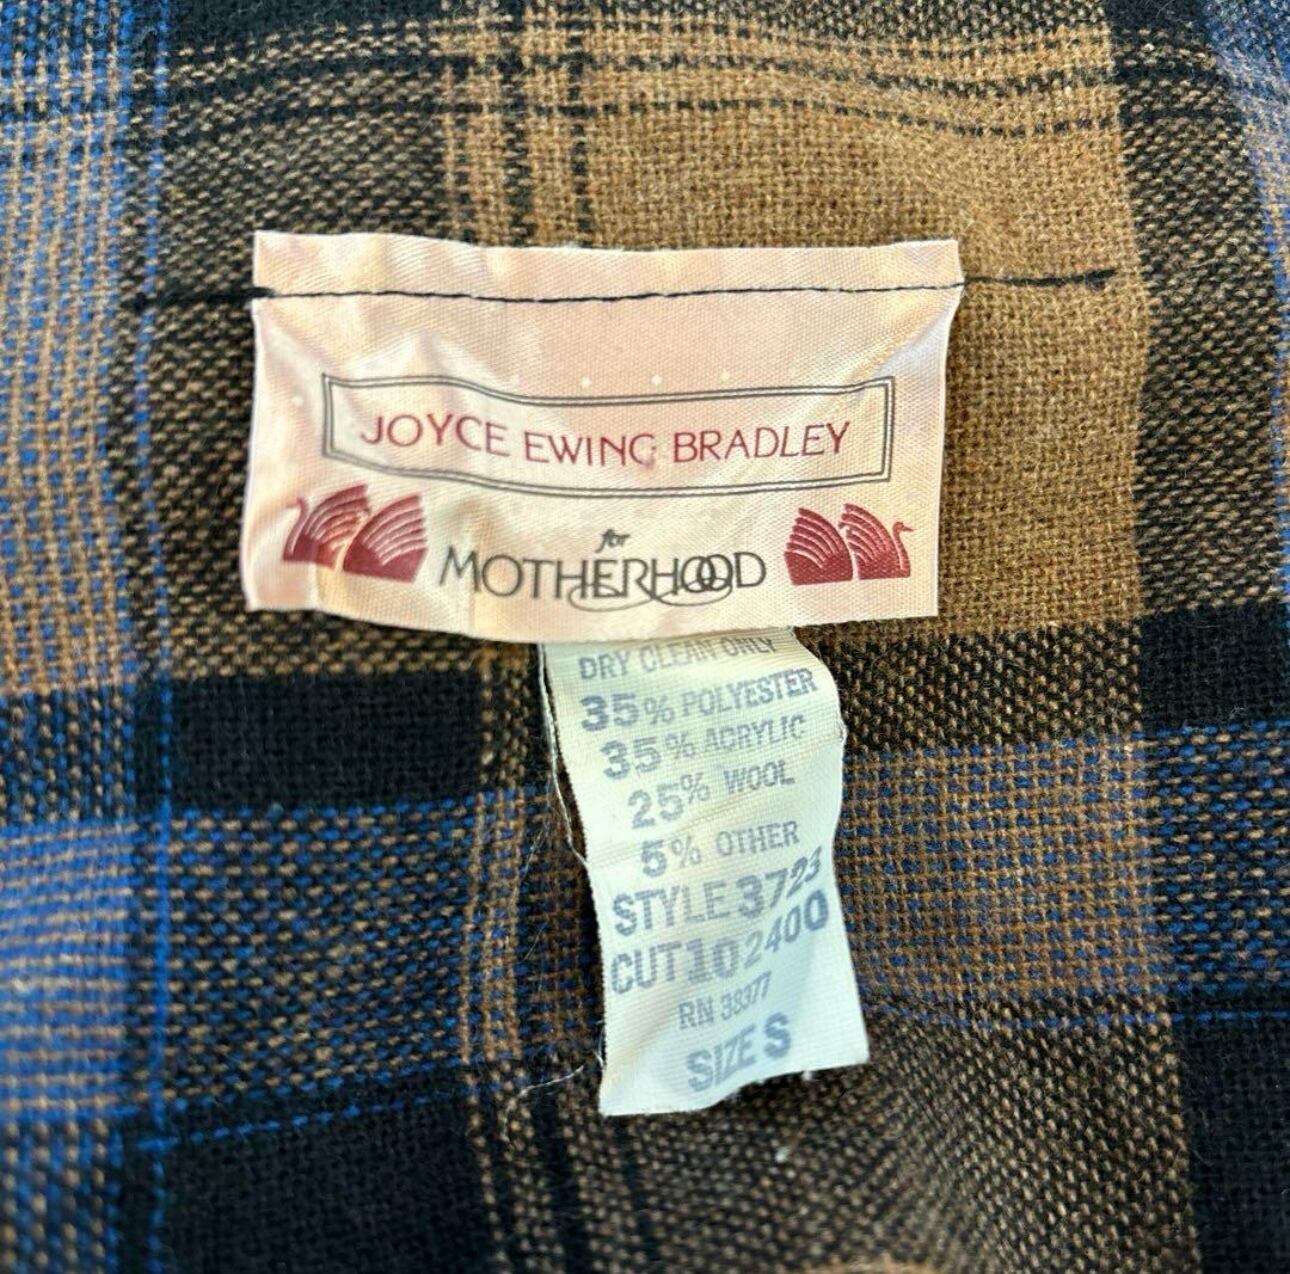 JOYCE EWING BRADLEY
for
MOTHERHOOD
DRY CLEAN ONLY
35% POLYESTER
35% ACRYLIC
25% WOOL
5% OTHER
STYLE 3723
CUT 102400
RN 38377
SIZE S